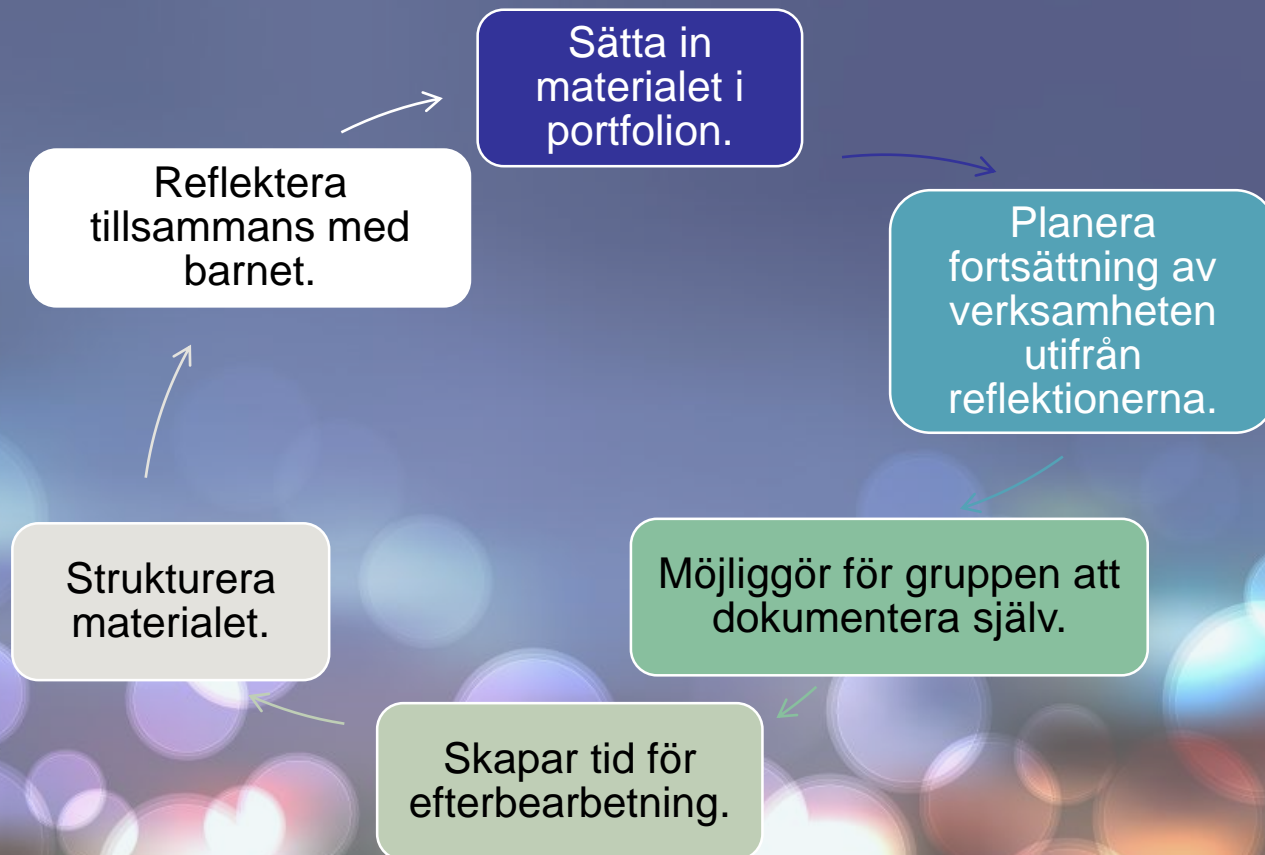 Sätta in
materialet i
portfolion.
Planera
fortsättning av
verksamheten
utifrån
reflektionerna.
Möjliggör för gruppen att
dokumentera själv.
Skapar tid för
efterbearbetning.
Strukturera
materialet.
Reflektera
tillsammans med
barnet.